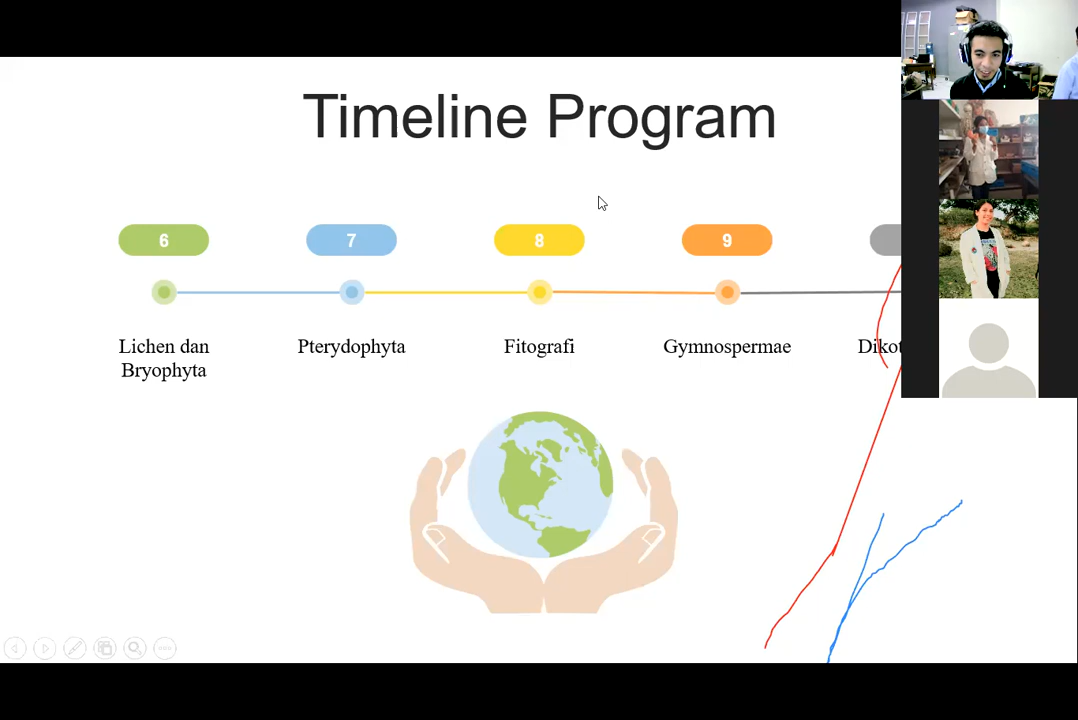 Timeline Program
6
7
8
9
Lichen dan
Bryophyta
Pterydophyta
Fitografi
Gymnospermae